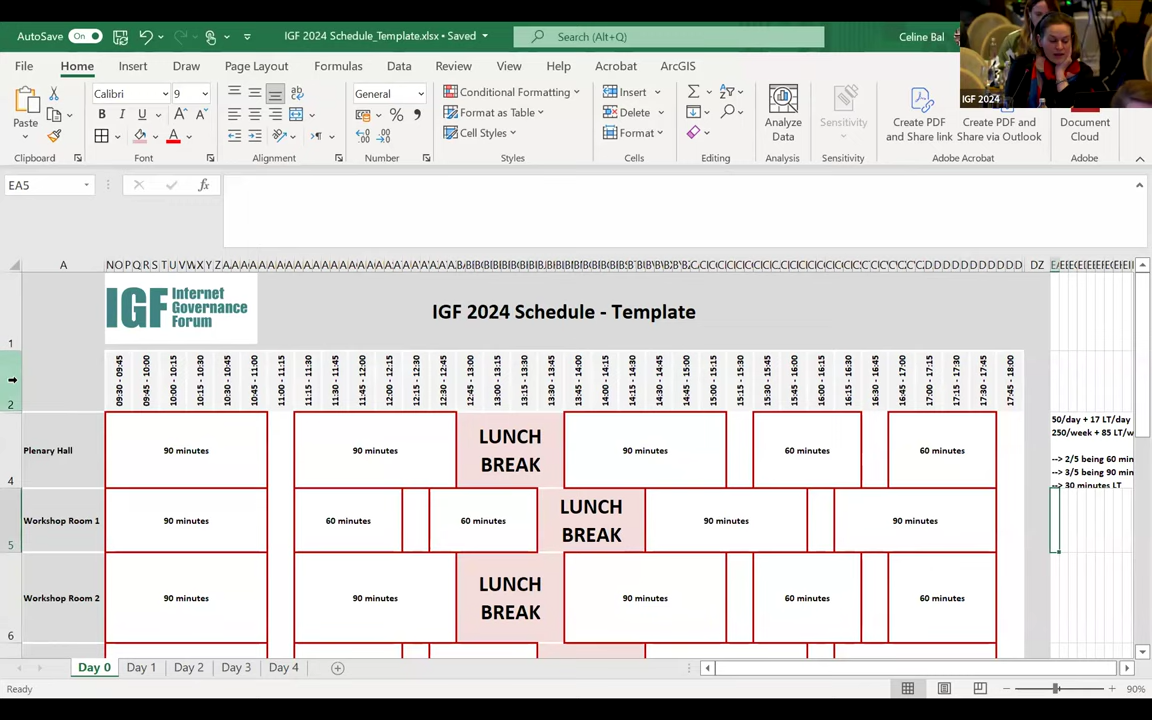 AutoSave On IGF 2024 Schedule_Template.xlsx • Saved Search (Alt+Q) Celine Bal
IGF 2024
File Home Insert Draw Page Layout Formulas Data Review View Help Acrobat ArcGIS
Paste
Clipboard
Calibri 9
B I U
A A
Font
Alignment
General
%
Number
Conditional Formatting
Format as Table
Cell Styles
Styles
Insert
Delete
Format
Cells
Editing
Analyze
Data
Analysis
Sensitivity
Sensitivity
Create PDF
and Share link
Create PDF and
Share via Outlook
Adobe Acrobat
Document
Cloud
Adobe
EA5
fx
A DZ
1
IGF Internet
Governance
Forum
IGF 2024 Schedule - Template
2
09:30 - 09:45
09:45 - 10:00
10:00 - 10:15
10:15 - 10:30
10:30 - 10:45
10:45 - 11:00
11:00 - 11:15
11:15 - 11:30
11:30 - 11:45
11:45 - 12:00
12:00 - 12:15
12:15 - 12:30
12:30 - 12:45
12:45 - 13:00
13:00 - 13:15
13:15 - 13:30
13:30 - 13:45
13:45 - 14:00
14:00 - 14:15
14:15 - 14:30
14:30 - 14:45
14:45 - 15:00
15:00 - 15:15
15:15 - 15:30
15:30 - 15:45
15:45 - 16:00
16:00 - 16:15
16:15 - 16:30
16:30 - 16:45
16:45 - 17:00
17:00 - 17:15
17:15 - 17:30
17:30 - 17:45
17:45 - 18:00
50/day + 17 LT/day
250/week + 85 LT/w
--> 2/5 being 60 min
--> 3/5 being 90 min
--> 30 minutes LT
4 Plenary Hall 90 minutes 90 minutes LUNCH BREAK 90 minutes 60 minutes 60 minutes
5 Workshop Room 1 90 minutes 60 minutes 60 minutes LUNCH BREAK 90 minutes 90 minutes
6 Workshop Room 2 90 minutes 90 minutes LUNCH BREAK 90 minutes 60 minutes 60 minutes
Day 0 Day 1 Day 2 Day 3 Day 4
Ready 90%